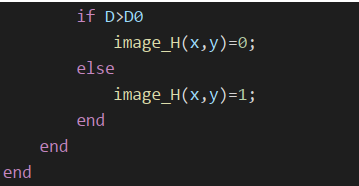 if D>D0
image_H(x,y)=0;
else
image_H(x,y)=1;
end
end
end